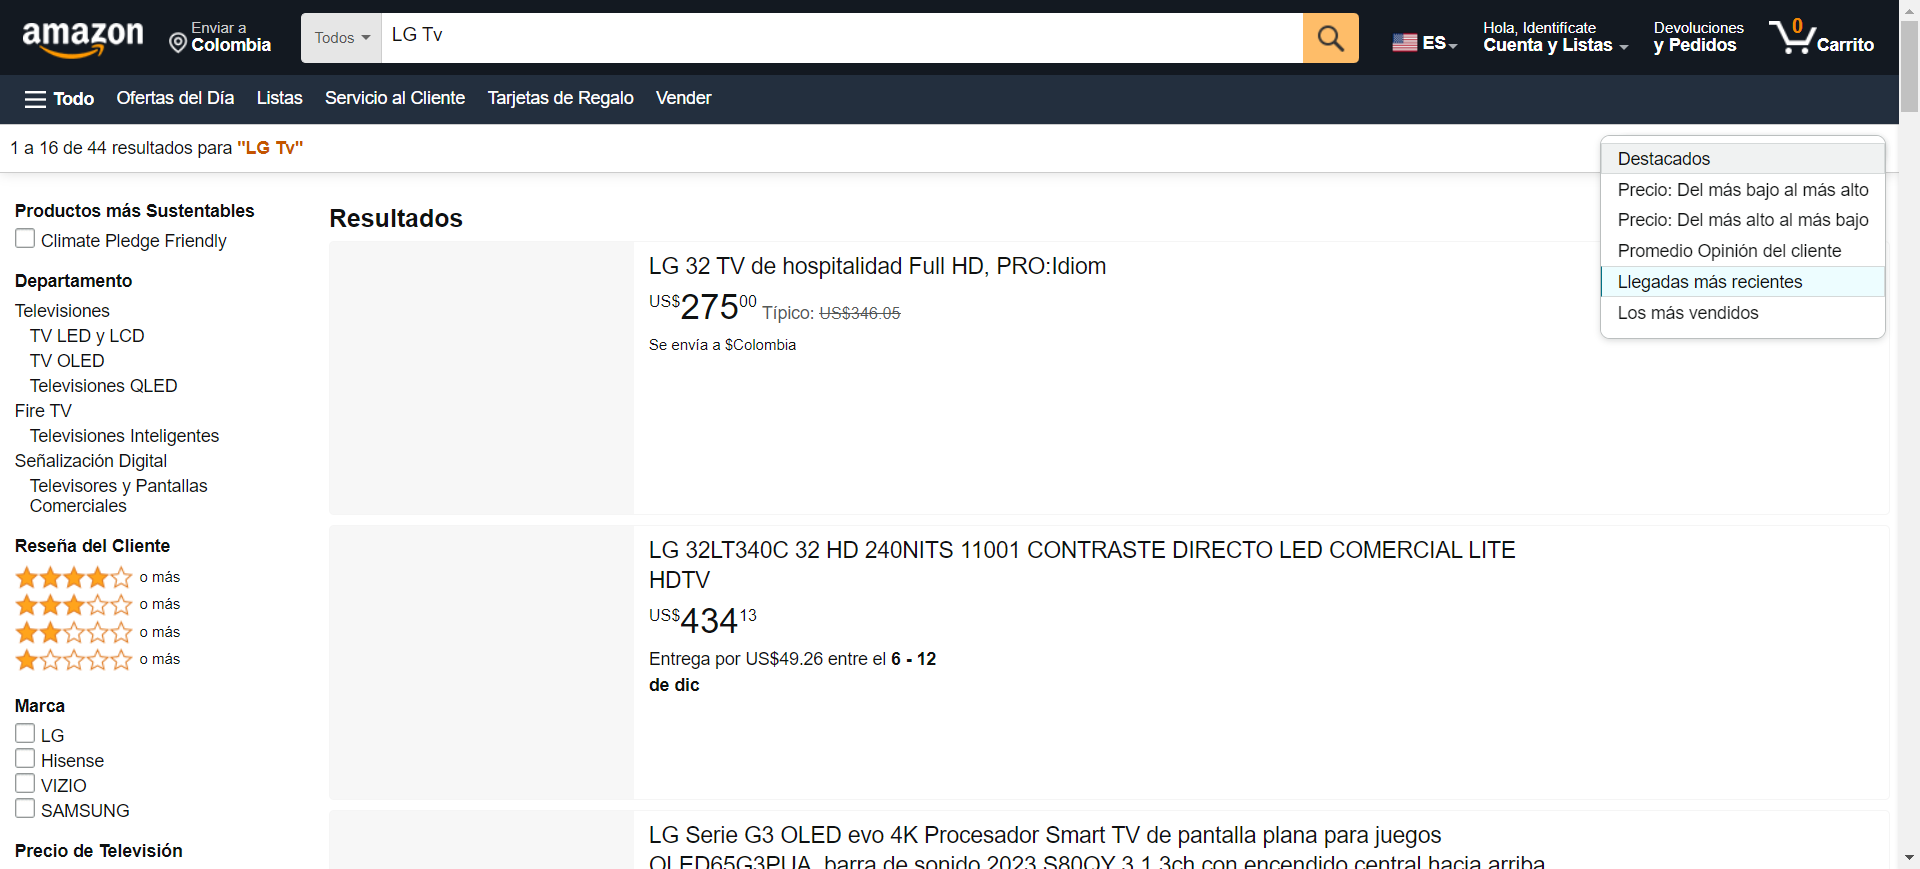 amazon
Enviar a
Colombia
Todos
LG Tv
ES
Hola, Identifícate
Cuenta y Listas
Devoluciones
y Pedidos
0
Carrito
Todo
Ofertas del Día
Listas
Servicio al Cliente
Tarjetas de Regalo
Vender
1 a 16 de 44 resultados para "LG Tv"
Destacados
Precio: Del más bajo al más alto
Precio: Del más alto al más bajo
Promedio Opinión del cliente
Llegadas más recientes
Los más vendidos
Productos más Sustentables
Climate Pledge Friendly
Departamento
Televisiones
TV LED y LCD
TV OLED
Televisiones QLED
Fire TV
Televisiones Inteligentes
Señalización Digital
Televisores y Pantallas
Comerciales
Reseña del Cliente
o más
o más
o más
o más
Marca
LG
Hisense
VIZIO
SAMSUNG
Precio de Televisión
Resultados
LG 32 TV de hospitalidad Full HD, PRO:Idiom
US$27500 Típico: US$346.05
Se envía a $Colombia
LG 32LT340C 32 HD 240NITS 11001 CONTRASTE DIRECTO LED COMERCIAL LITE
HDTV
US$43413
Entrega por US$49.26 entre el 6 - 12
de dic
LG Serie G3 OLED evo 4K Procesador Smart TV de pantalla plana para juegos
OLED65G3PUA, barra de sonido 2023 S80QY 3.1.3ch con encendido central hacia arriba